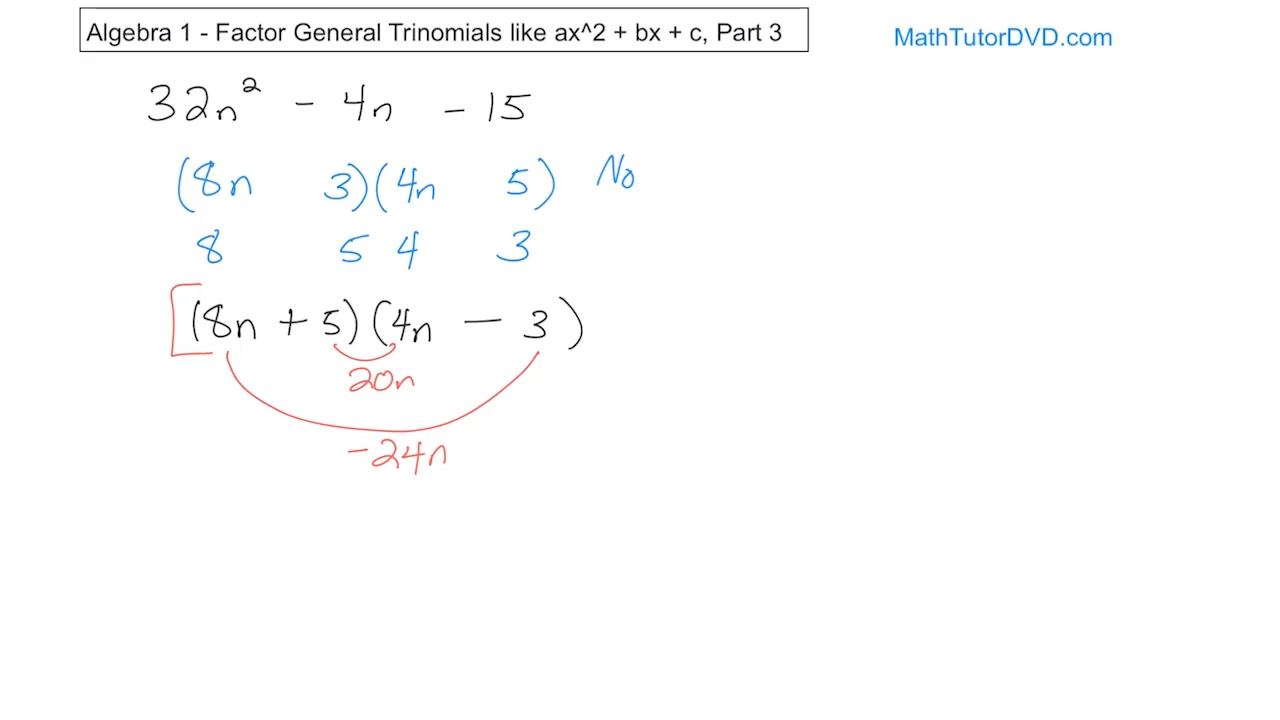 Algebra 1 - Factor General Trinomials like ax^2 + bx + c, Part 3
MathTutorDVD.com
32n² - 4n - 15
(8n 3)(4n 5) No
8 5 4 3
(8n + 5)(4n - 3)
20n
-24n